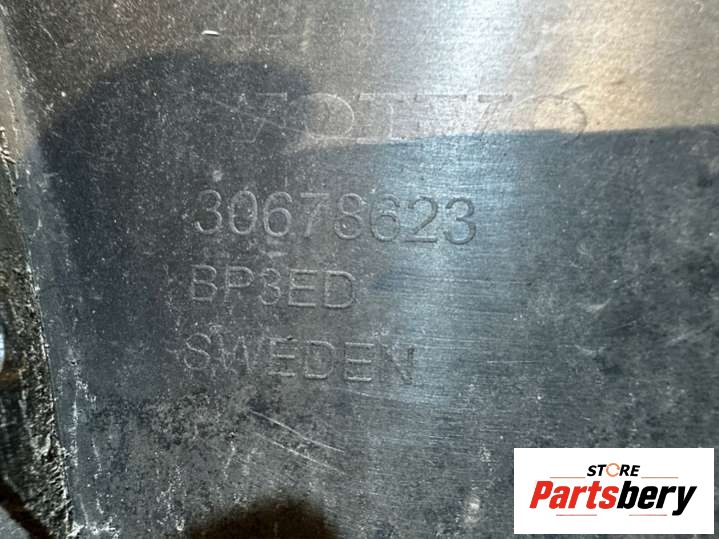 VOLVO
30678623
BP3ED
SWEDEN
STORE
Partsbery